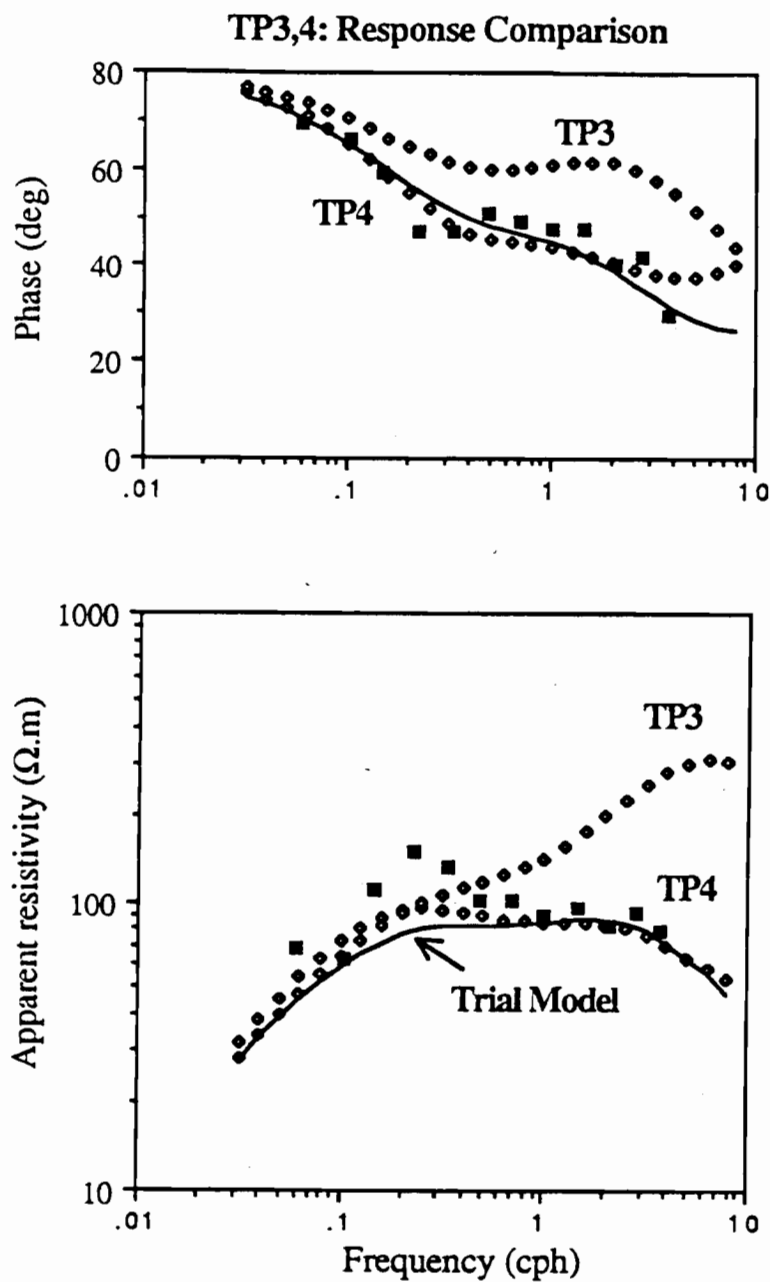 TP3,4: Response Comparison
80
60
40
20
0
Phase (deg)
TP3
TP4
.01
.1
1
10
1000
100
10
Apparent resistivity (Ω.m)
TP3
TP4
Trial Model
.01
.1
1
10
Frequency (cph)